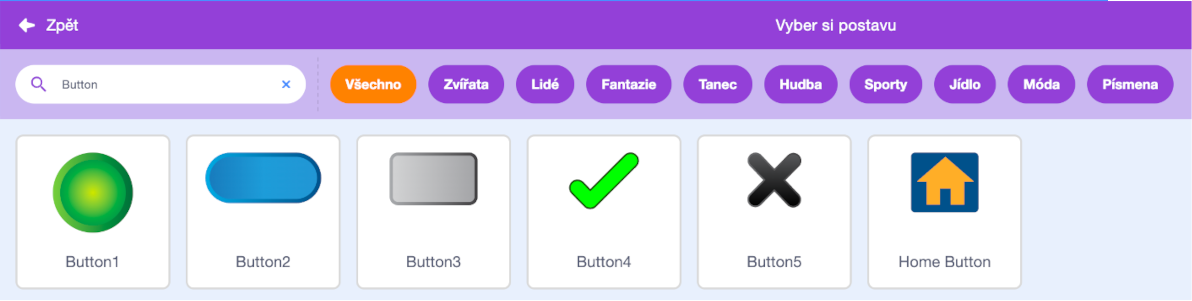 Zpět
Vyber si postavu
Button
Všechno Zvířata Lidé Fantazie Tanec Hudba Sporty Jídlo Móda Písmena
Button1 Button2 Button3 Button4 Button5 Home Button